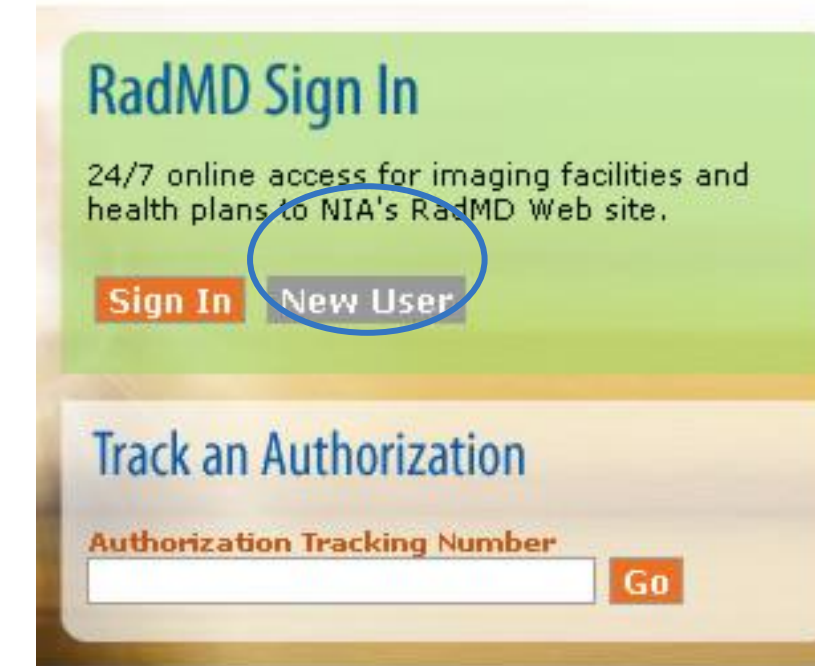 RadMD Sign In
24/7 online access for imaging facilities and
health plans to NIA's RadMD Web site.
Sign In New User
Track an Authorization
Authorization Tracking Number
Go